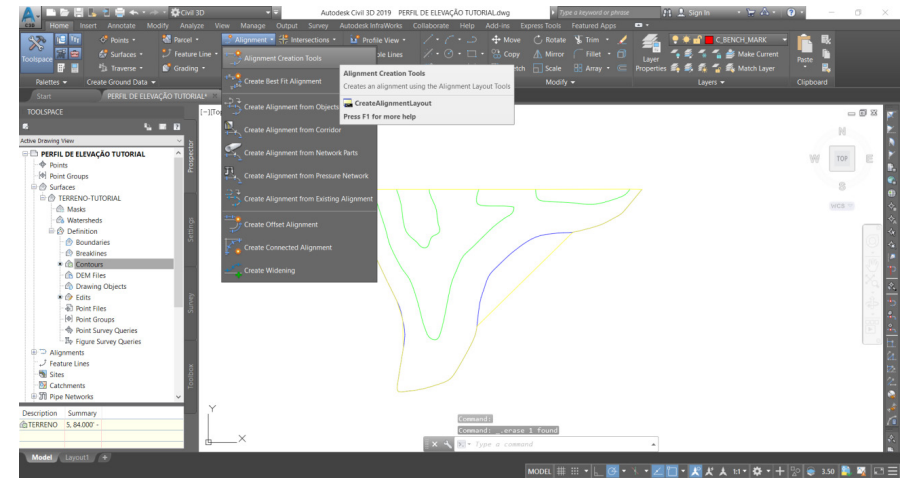 Civil 3D
Autodesk Civil 3D 2019 PERFIL DE ELEVAÇÃO TUTORIAL.dwg
Type a keyword or phrase
Sign In
Home Insert Annotate Modify Analyze View Manage Output Survey Autodesk InfraWorks Collaborate Help Add-ins Express Tools Featured Apps
Toolspace
Points
Surfaces
Traverse
Parcel
Feature Line
Grading
Alignment
Intersections
Profile View
Move
Rotate
Trim
Copy
Mirror
Fillet
Scale
Array
Layer
Properties
C_BENCH_MARK
Make Current
Match Layer
Paste
Palettes
Create Ground Data
Modify
Layers
Clipboard
Start
PERFIL DE ELEVAÇÃO TUTORIAL*
Alignment Creation Tools
Create Best Fit Alignment
Create Alignment from Objects
Create Alignment from Corridor
Create Alignment from Network Parts
Create Alignment from Pressure Network
Create Alignment from Existing Alignment
Create Offset Alignment
Create Connected Alignment
Create Widening
Alignment Creation Tools
Creates an alignment using the Alignment Layout Tools
CreateAlignmentLayout
Press F1 for more help
TOOLSPACE
Active Drawing View
PERFIL DE ELEVAÇÃO TUTORIAL
Points
Point Groups
Surfaces
TERRENO-TUTORIAL
Masks
Watersheds
Definition
Boundaries
Breaklines
Contours
DEM Files
Drawing Objects
Edits
Point Files
Point Groups
Point Survey Queries
Figure Survey Queries
Alignments
Feature Lines
Sites
Catchments
Pipe Networks
Prospector
Settings
Survey
Toolbox
Description Summary
TERRENO 5, 84.000' -
N
W TOP E
S
WCS
Y
X
Command:
Command: _.erase 1 found
Type a command
Model Layout1 +
MODEL
1:1
3.50